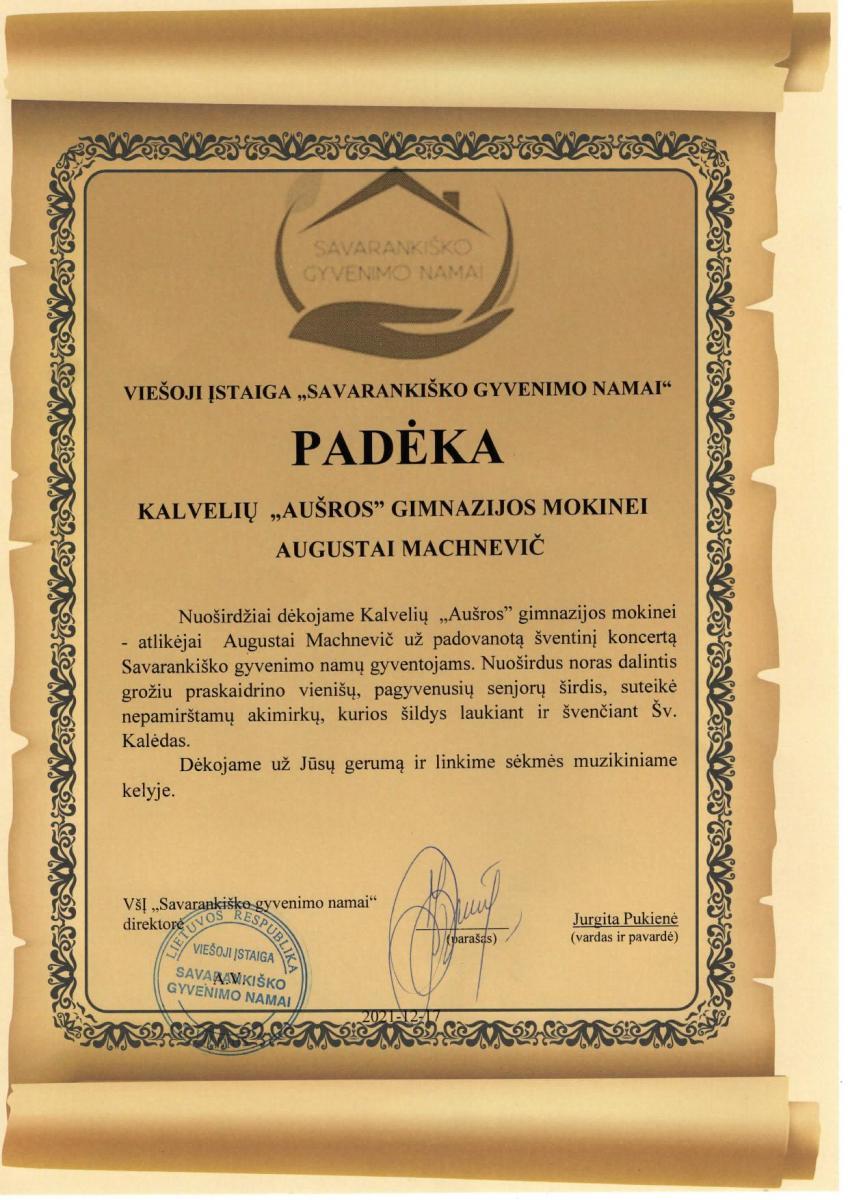 SAVARANKIŠKO
GYVENIMO NAMAI
VIEŠOJI ĮSTAIGA „SAVARANKIŠKO GYVENIMO NAMAI“
PADĖKA
KALVELIŲ „AUŠROS” GIMNAZIJOS MOKINEI
AUGUSTAI MACHNEVIČ
Nuoširdžiai dėkojame Kalvelių „Aušros” gimnazijos mokinei
- atlikėjai Augustai Machnevič už padovanotą šventinį koncertą
Savarankiško gyvenimo namų gyventojams. Nuoširdus noras dalintis
grožiu praskaidrino vienišų, pagyvenusių senjorų širdis, suteikė
nepamirštamų akimirkų, kurios šildys laukiant ir švenčiant Šv.
Kalėdas.
Dėkojame už Jūsų gerumą ir linkime sėkmės muzikiniame
kelyje.
VšĮ „Savarankiško gyvenimo namai“
direktorė
(parašas)
Jurgita Pukienė
(vardas ir pavardė)
LIETUVOS RESPUBLIKA
VIEŠOJI ĮSTAIGA
SAVARANKIŠKO
GYVENIMO NAMAI
A.V.
2021-12-17